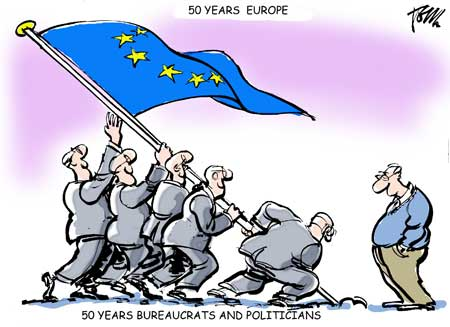 50 YEARS EUROPE
50 YEARS BUREAUCRATS AND POLITICIANS